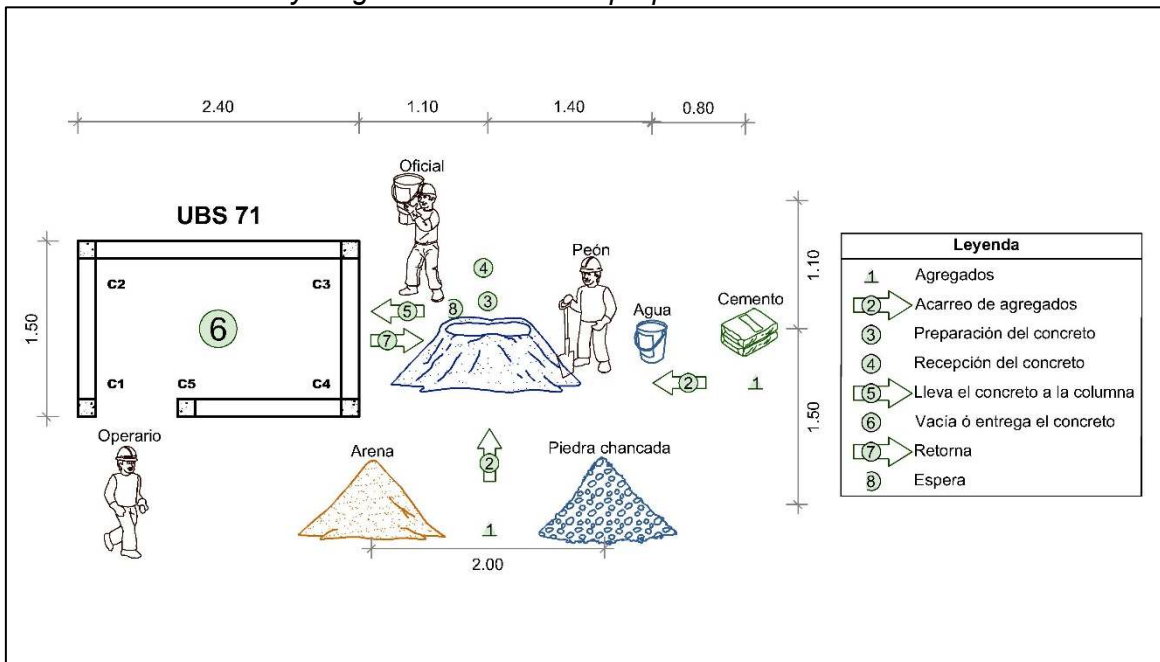 2.40 1.10 1.40 0.80
Oficial
UBS 71
Peón
Agua
Cemento
C2 C3
4
3
5 8
6
7
2 1
1.50
C1 C5 C4
1.10
1.50
Operario
Arena
2
Piedra chancada
1
2.00
Leyenda
1 Agregados
2 Acarreo de agregados
3 Preparación del concreto
4 Recepción del concreto
5 Lleva el concreto a la columna
6 Vacía ó entrega el concreto
7 Retorna
8 Espera